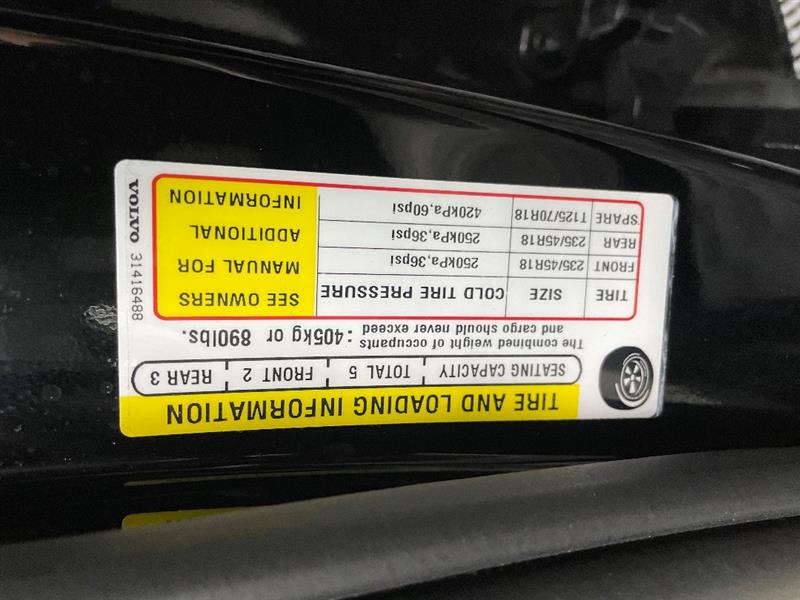 TIRE AND LOADING INFORMATION
SEATING CAPACITY TOTAL 5 FRONT 2 REAR 3
The combined weight of occupants
and cargo should never exceed : 405kg or 890lbs.
TIRE SIZE COLD TIRE PRESSURE SEE OWNERS
FRONT 235/45R18 250kPa,36psi MANUAL FOR
REAR 235/45R18 250kPa,36psi ADDITIONAL
SPARE T125/70R18 420kPa,60psi INFORMATION
VOLVO 31416488